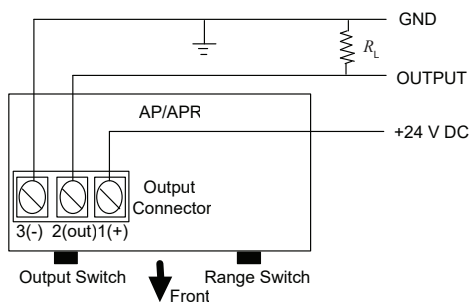 GND
R_L
OUTPUT
AP/APR
+24 V DC
Output
Connector
3(-) 2(out) 1(+)
Output Switch
Range Switch
Front